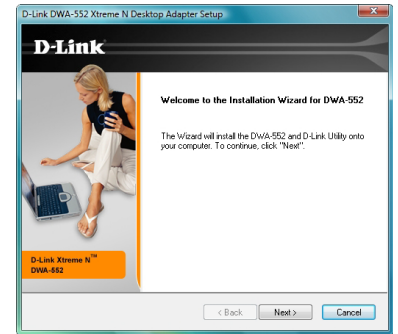 D-Link DWA-552 Xtreme N Desktop Adapter Setup
D-Link
Welcome to the Installation Wizard for DWA-552
The Wizard will install the DWA-552 and D-Link Utility onto
your computer. To continue, click "Next".
D-Link Xtreme N™
DWA-552
< Back
Next >
Cancel